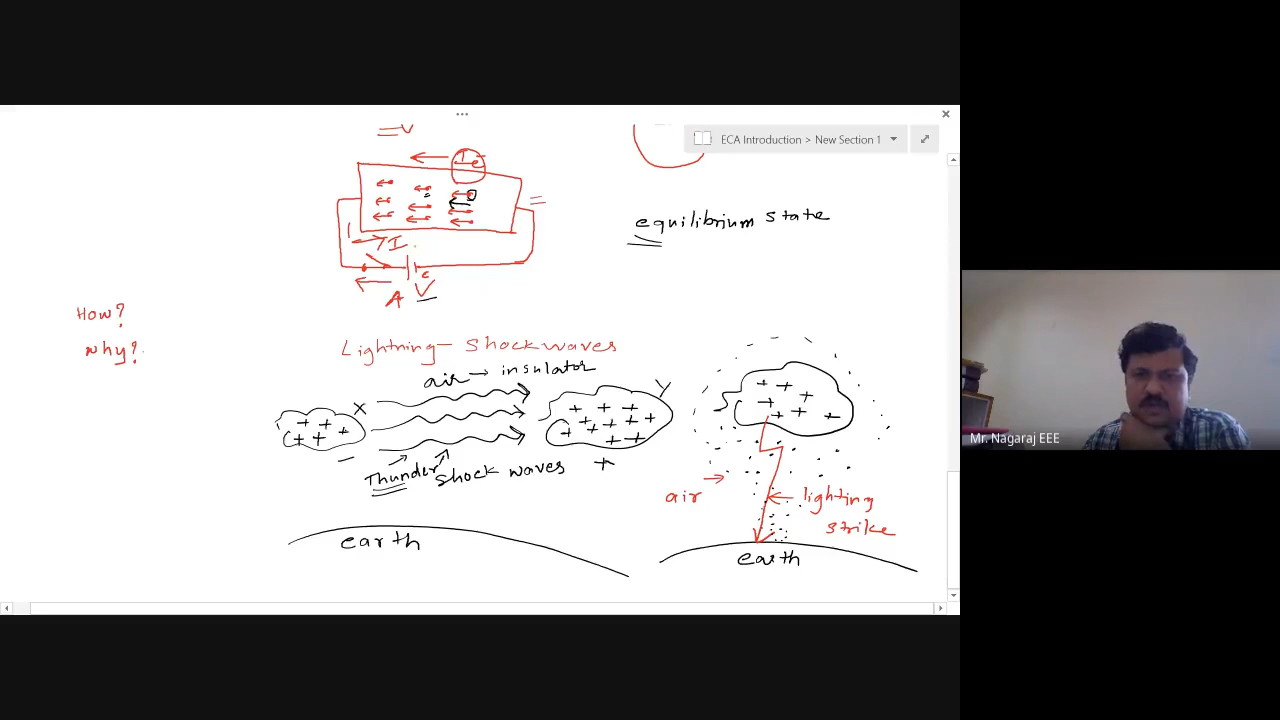 ECA Introduction > New Section 1
V
I e-
I
e
A V
equilibrium state
How?
Why?
Lightning - Shockwaves
air → insulator
X
Y
Thunder Shock waves
earth
air →
lighting
strike
earth
Mr. Nagaraj EEE